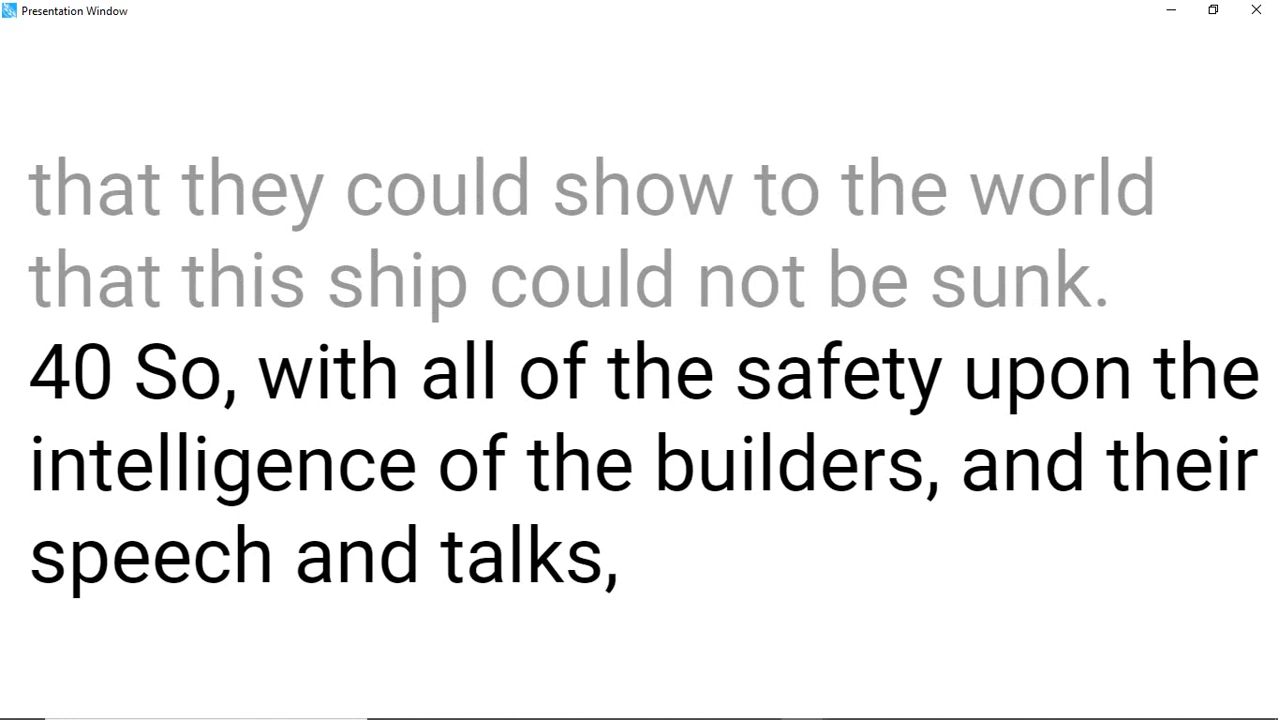 Presentation Window
that they could show to the world
that this ship could not be sunk.
40 So, with all of the safety upon the
intelligence of the builders, and their
speech and talks,